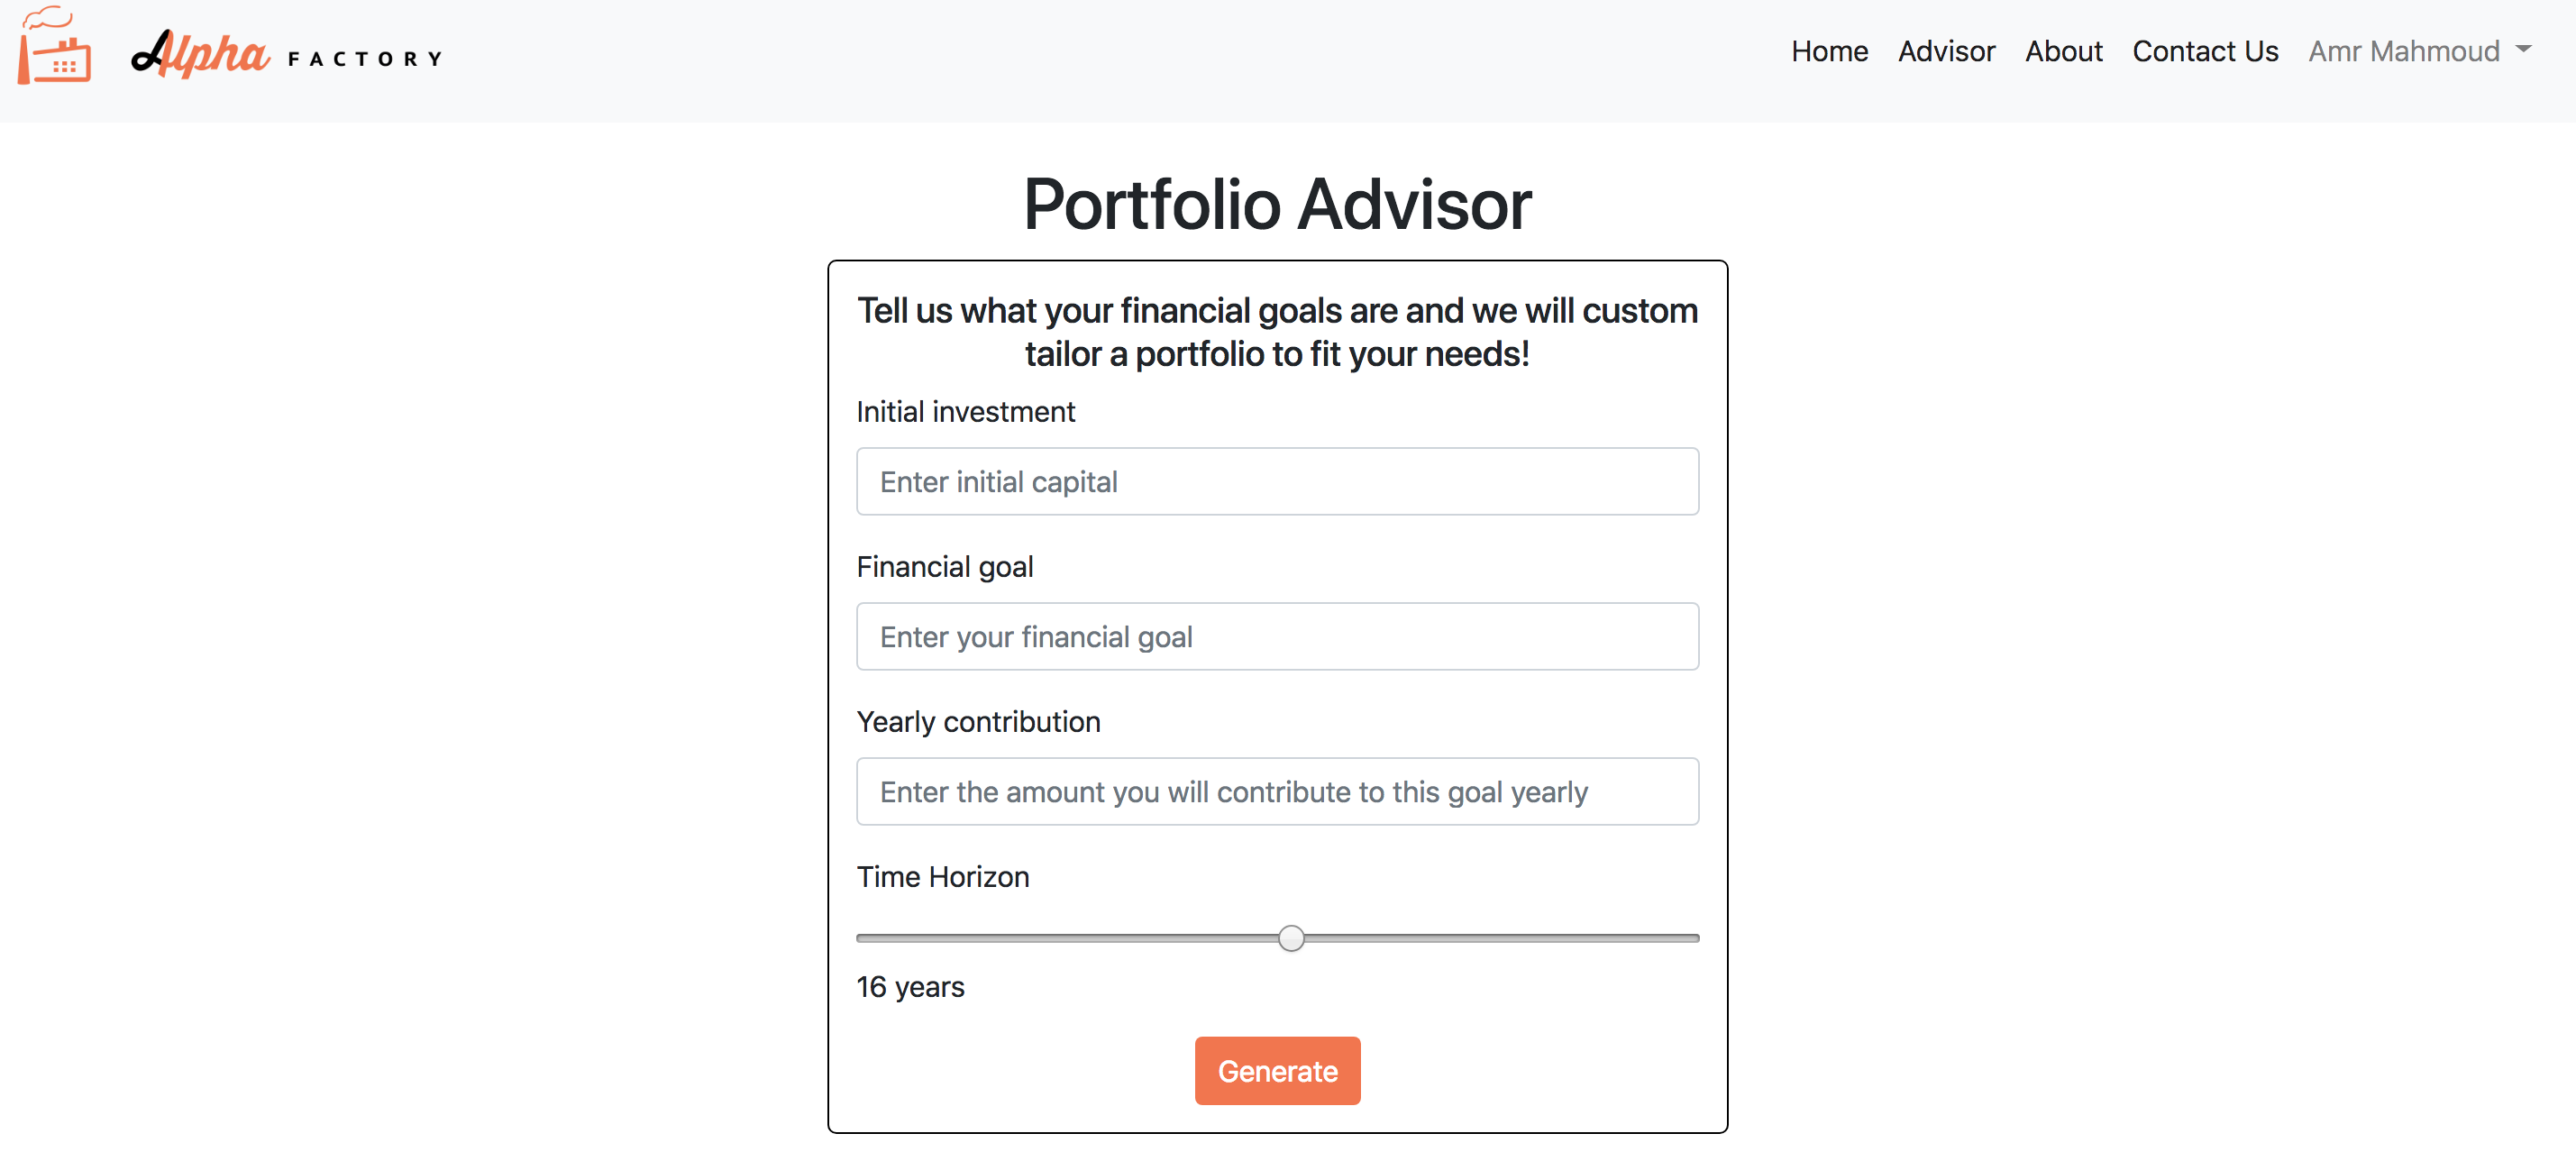 Alpha FACTORY
Home Advisor About Contact Us Amr Mahmoud
Portfolio Advisor
Tell us what your financial goals are and we will custom
tailor a portfolio to fit your needs!
Initial investment
Enter initial capital
Financial goal
Enter your financial goal
Yearly contribution
Enter the amount you will contribute to this goal yearly
Time Horizon
16 years
Generate